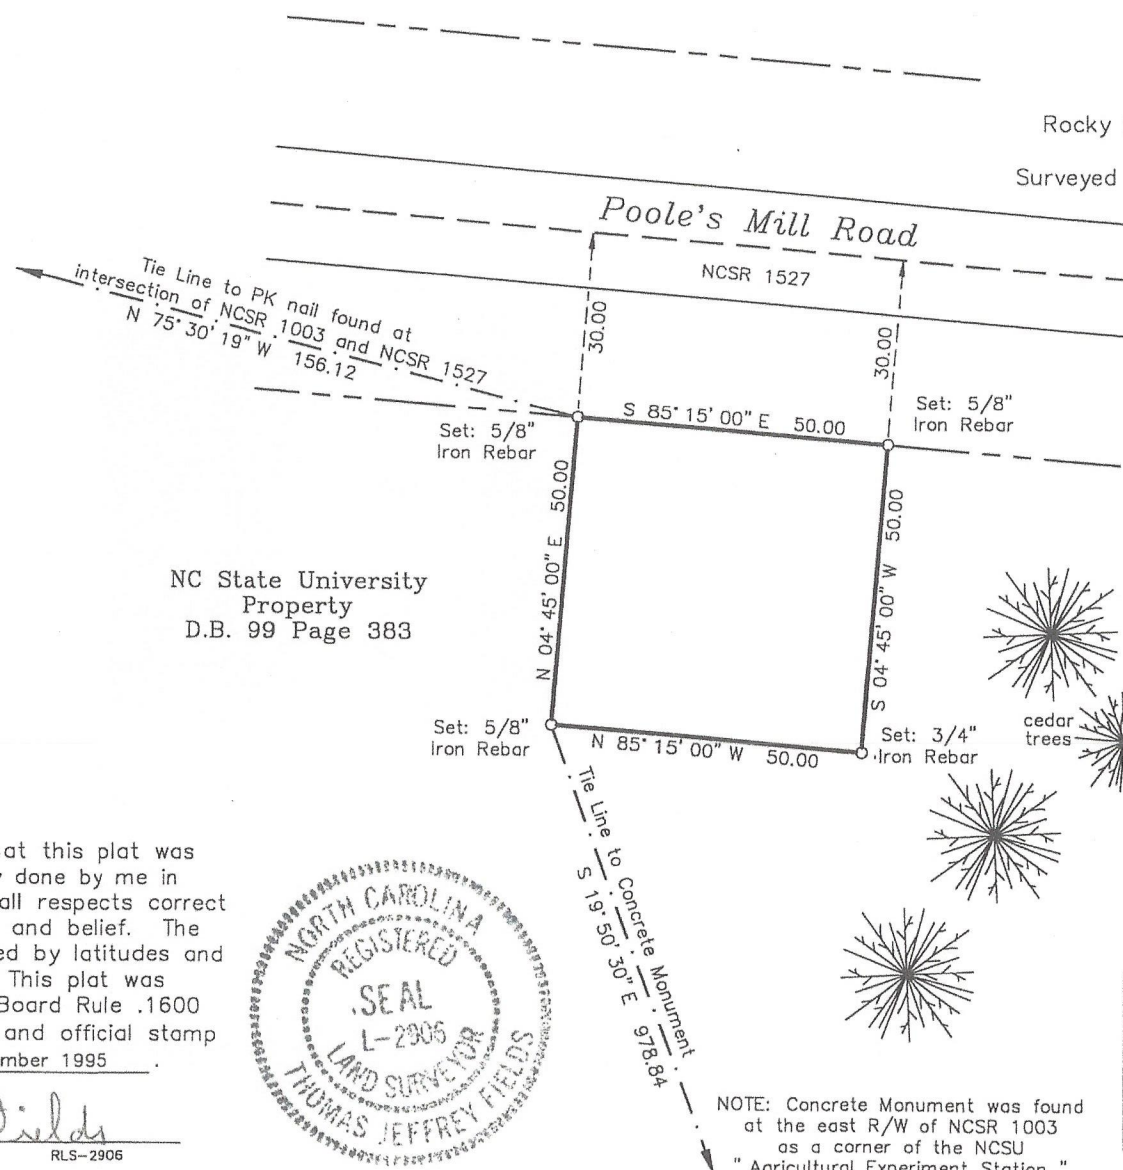 Rocky
Surveyed
Poole's Mill Road
NCSR 1527
Tie Line to PK nail found at
intersection of NCSR 1003 and NCSR 1527
N 75° 30' 19" W 156.12
30.00
30.00
Set: 5/8"
Iron Rebar
S 85° 15' 00" E 50.00
Set: 5/8"
Iron Rebar
N 04° 45' 00" E 50.00
S 04° 45' 00" W 50.00
NC State University
Property
D.B. 99 Page 383
Set: 5/8"
Iron Rebar
N 85° 15' 00" W 50.00
Set: 3/4"
Iron Rebar
cedar
trees
Tie Line to Concrete Monument
S 19° 50' 30" E 978.84
at this plat was
done by me in
all respects correct
and belief. The
ed by latitudes and
This plat was
Board Rule .1600
and official stamp
mber 1995 .
Fields
RLS-2906
NORTH CAROLINA
REGISTERED
SEAL
L-2906
LAND SURVEYOR
THOMAS JEFFREY FIELDS
NOTE: Concrete Monument was found
at the east R/W of NCSR 1003
as a corner of the NCSU
" Agricultural Experiment Station "